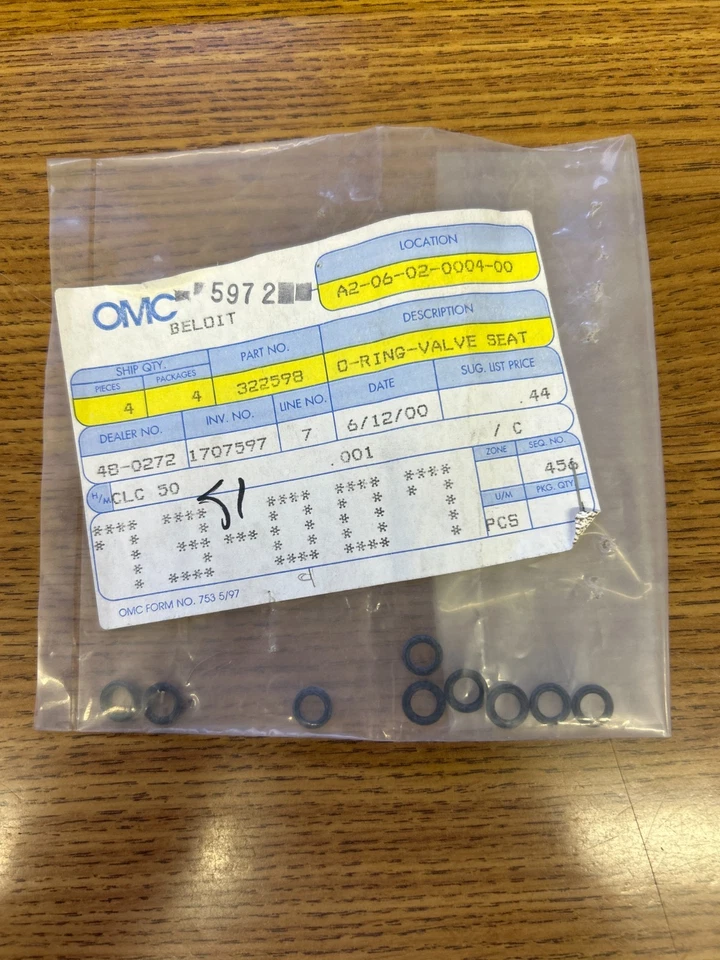 LOCATION
A2-06-02-0004-00
OMC 5972
BELOIT
DESCRIPTION
O-RING-VALVE SEAT
SHIP QTY. PART NO.
PIECES PACKAGES
4 4 322598
SUG. LIST PRICE
.44
DEALER NO. INV. NO. LINE NO. DATE
48-0272 1707597 7 6/12/00
/ C
.001
H/M CLC 50
ZONE SEQ. NO.
456
U/M PKG. QTY
PCS
73-007
OMC FORM NO. 753 5/97